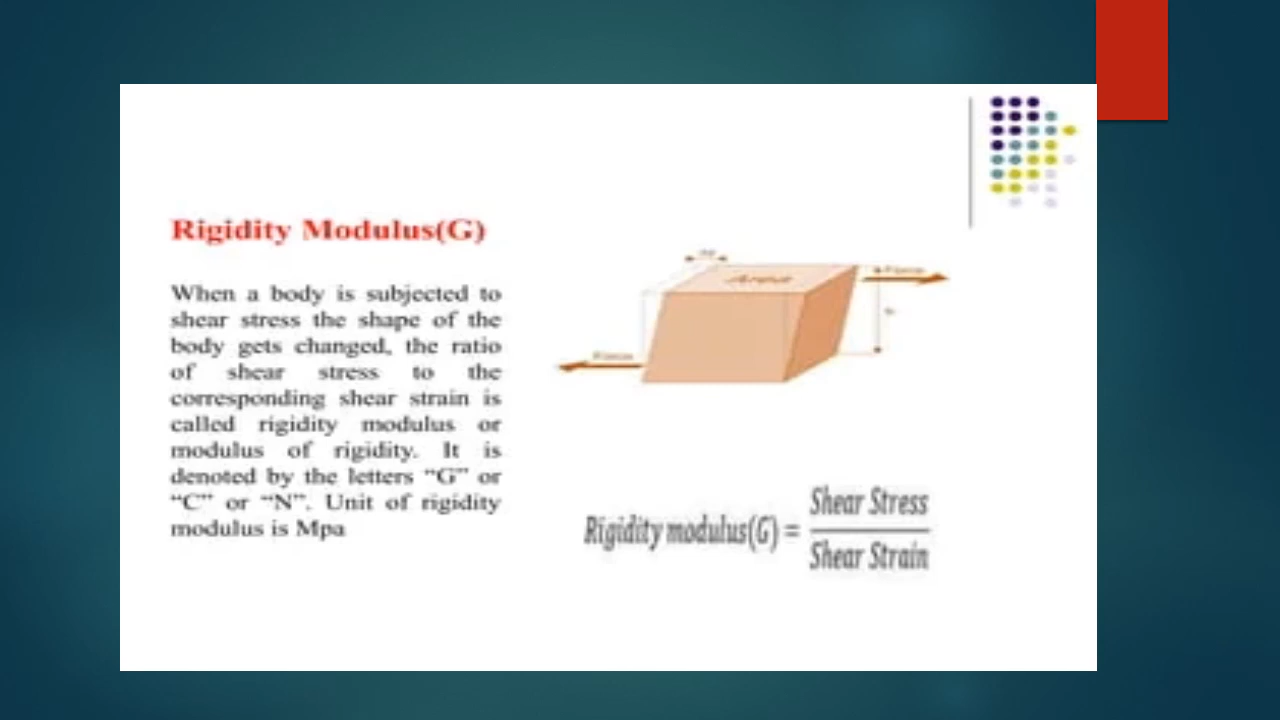 Rigidity Modulus(G)
When a body is subjected to
shear stress the shape of the
body gets changed, the ratio
of shear stress to the
corresponding shear strain is
called rigidity modulus or
modulus of rigidity. It is
denoted by the letters “G” or
“C” or “N”. Unit of rigidity
modulus is Mpa
Area
Force
Force
Rigidity modulus(G) = Shear Stress
Shear Strain